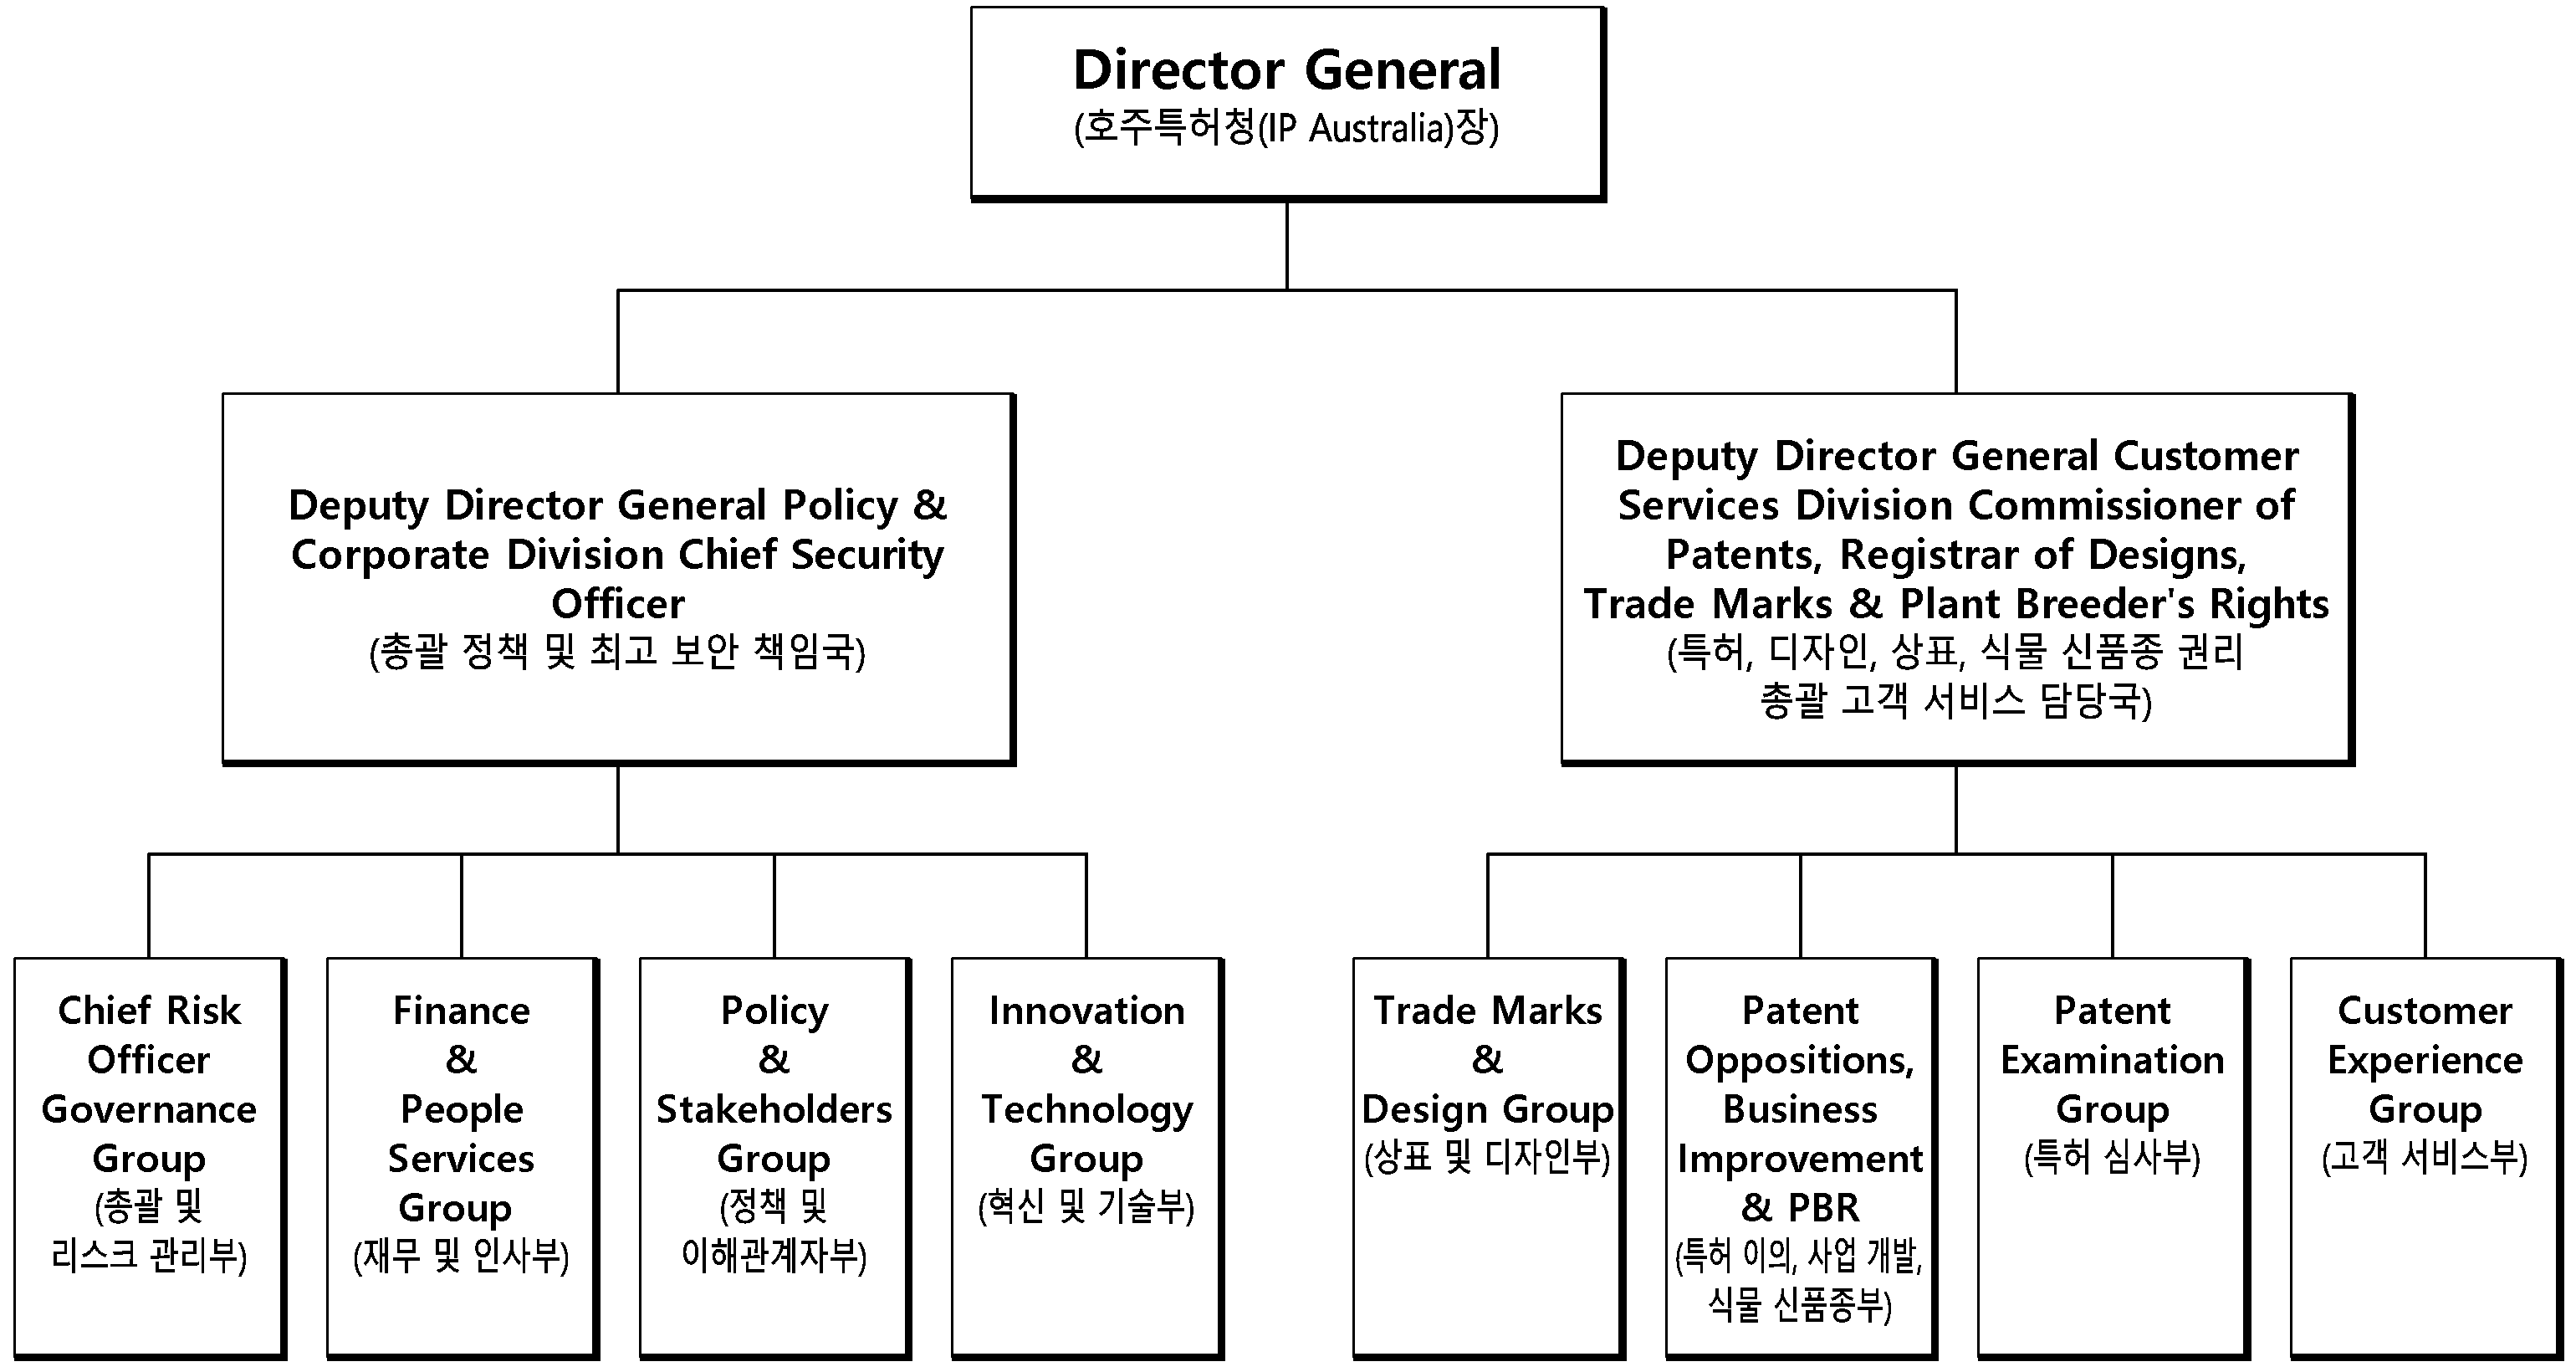 Director General
(호주특허청(IP Australia)장)
Deputy Director General Policy &
Corporate Division Chief Security
Officer
(총괄 정책 및 최고 보안 책임국)
Deputy Director General Customer
Services Division Commissioner of
Patents, Registrar of Designs,
Trade Marks & Plant Breeder's Rights
(특허, 디자인, 상표, 식물 신품종 권리
총괄 고객 서비스 담당국)
Chief Risk
Officer
Governance
Group
(총괄 및
리스크 관리부)
Finance
&
People
Services
Group
(재무 및 인사부)
Policy
&
Stakeholders
Group
(정책 및
이해관계자부)
Innovation
&
Technology
Group
(혁신 및 기술부)
Trade Marks
&
Design Group
(상표 및 디자인부)
Patent
Oppositions,
Business
Improvement
& PBR
(특허 이의, 사업 개발,
식물 신품종부)
Patent
Examination
Group
(특허 심사부)
Customer
Experience
Group
(고객 서비스부)